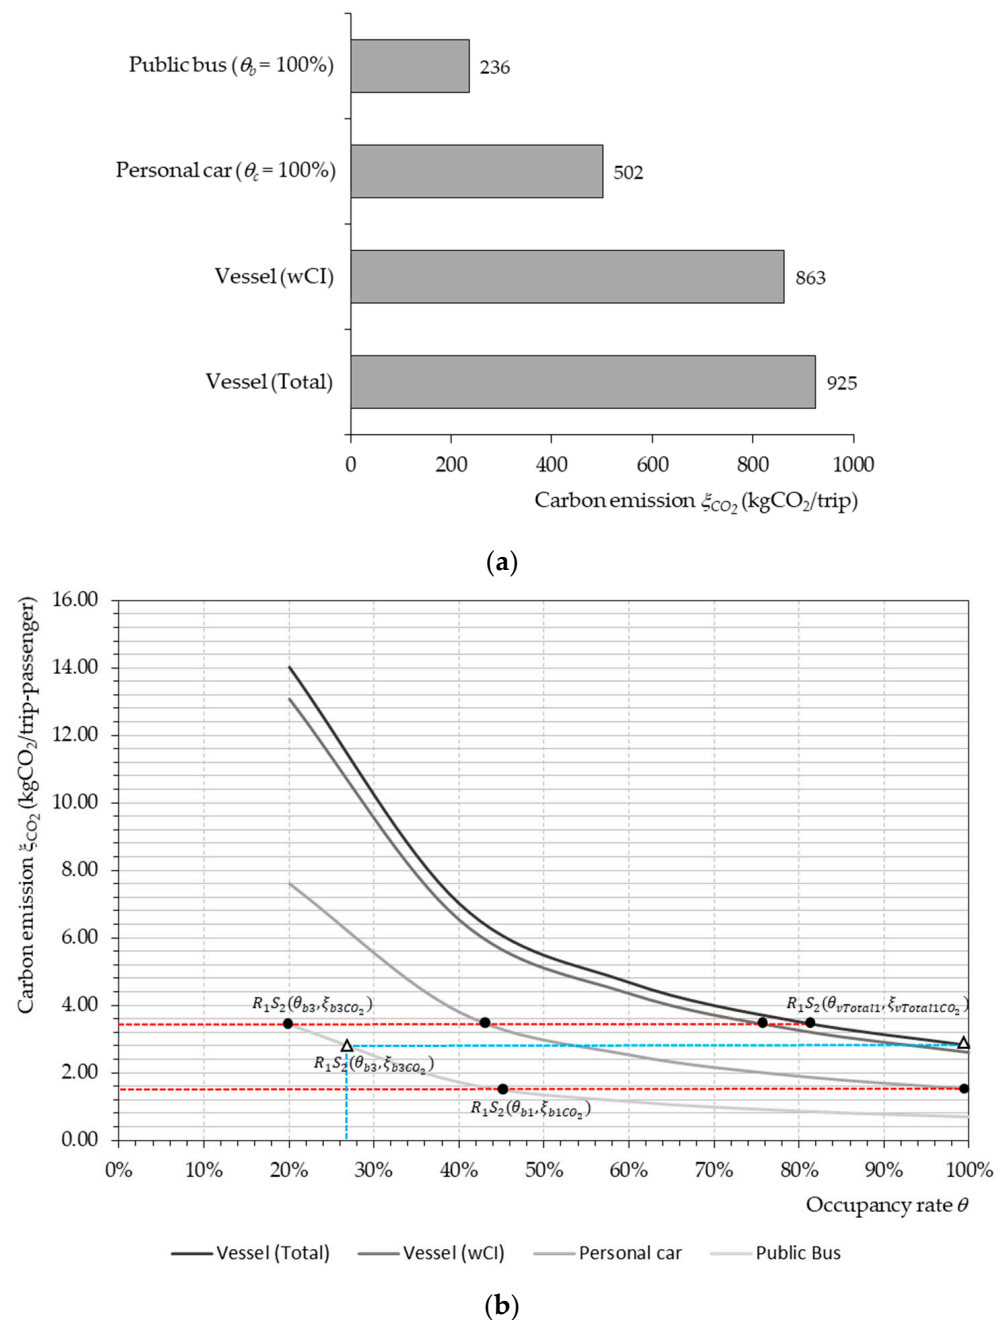 Public bus (θb = 100%)
236
Personal car (θc = 100%)
502
Vessel (wCI)
863
Vessel (Total)
925
0 200 400 600 800 1000
Carbon emission ξCO2 (kgCO2/trip)
(a)
Carbon emission ξCO2 (kgCO2/trip-passenger)
16.00
14.00
12.00
10.00
8.00
6.00
4.00
2.00
0.00
R1S2(θb3, ξb3CO2)
R1S2(θvTotal1, ξvTotal1CO2)
R1S2(θb3, ξb3CO2)
R1S2(θb1, ξb1CO2)
0% 10% 20% 30% 40% 50% 60% 70% 80% 90% 100%
Occupancy rate θ
Vessel (Total) Vessel (wCI) Personal car Public Bus
(b)